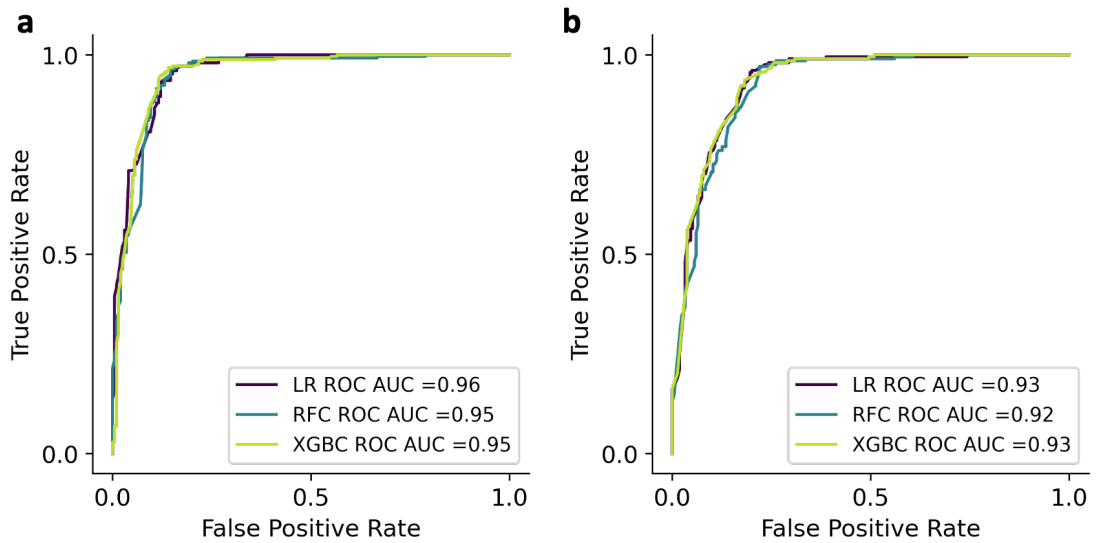 a
True Positive Rate
1.0
0.5
0.0
LR ROC AUC =0.96
RFC ROC AUC =0.95
XGBC ROC AUC =0.95
0.0 0.5 1.0
False Positive Rate
b
True Positive Rate
1.0
0.5
0.0
LR ROC AUC =0.93
RFC ROC AUC =0.92
XGBC ROC AUC =0.93
0.0 0.5 1.0
False Positive Rate